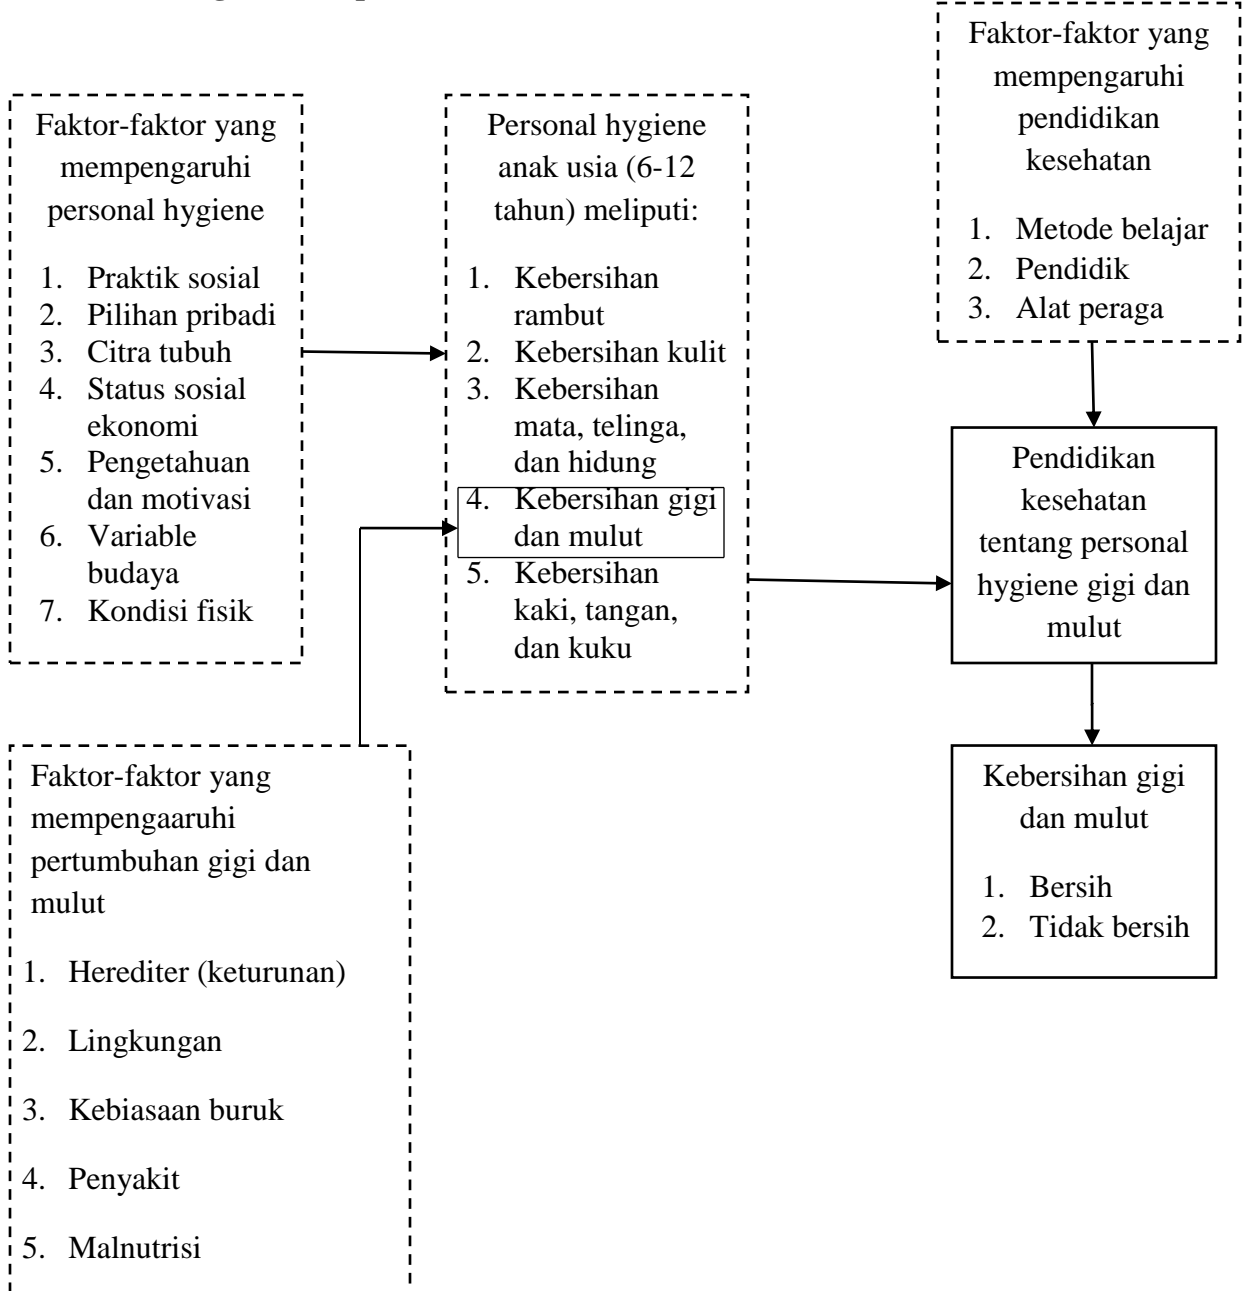 Faktor-faktor yang
mempengaruhi
personal hygiene
1. Praktik sosial
2. Pilihan pribadi
3. Citra tubuh
4. Status sosial
ekonomi
5. Pengetahuan
dan motivasi
6. Variable
budaya
7. Kondisi fisik
Personal hygiene
anak usia (6-12
tahun) meliputi:
1. Kebersihan
rambut
2. Kebersihan kulit
3. Kebersihan
mata, telinga,
dan hidung
4. Kebersihan gigi
dan mulut
5. Kebersihan
kaki, tangan,
dan kuku
Faktor-faktor yang
mempengaruhi
pendidikan
kesehatan
1. Metode belajar
2. Pendidik
3. Alat peraga
Pendidikan
kesehatan
tentang personal
hygiene gigi dan
mulut
Kebersihan gigi
dan mulut
1. Bersih
2. Tidak bersih
Faktor-faktor yang
mempengaaruhi
pertumbuhan gigi dan
mulut
1. Herediter (keturunan)
2. Lingkungan
3. Kebiasaan buruk
4. Penyakit
5. Malnutrisi